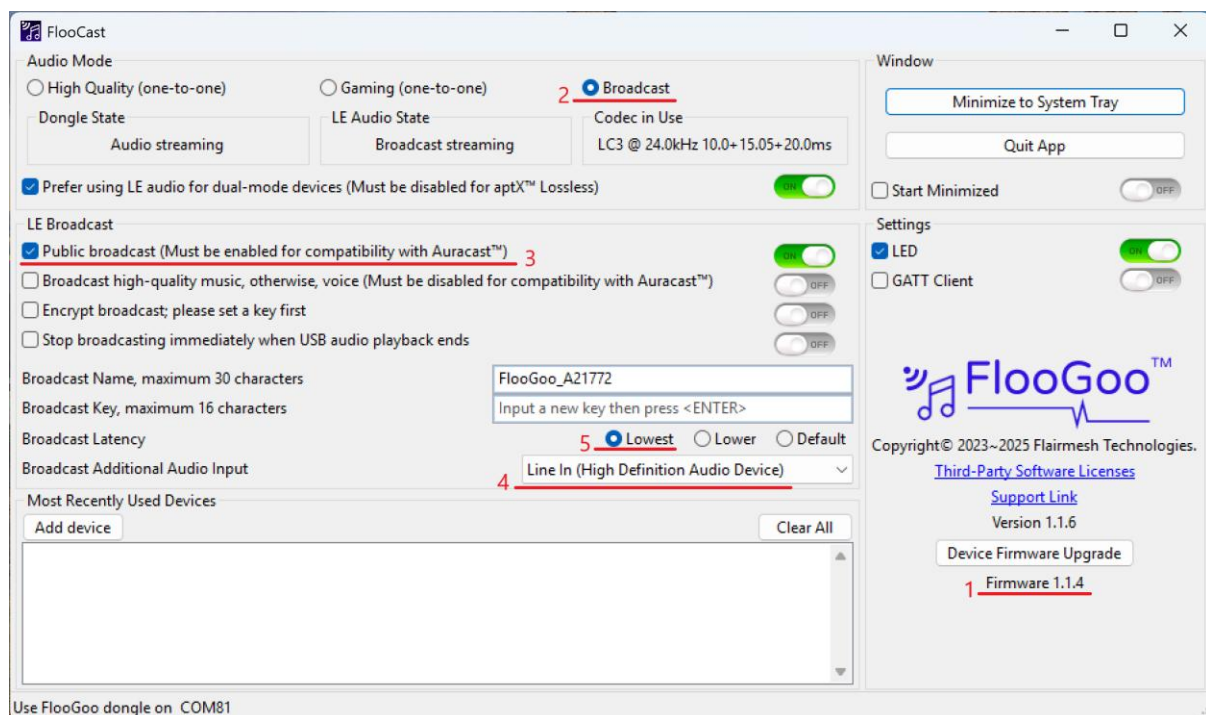 FlooCast
Audio Mode
High Quality (one-to-one)
Gaming (one-to-one)
2 Broadcast
Dongle State
Audio streaming
LE Audio State
Broadcast streaming
Codec in Use
LC3 @ 24.0kHz 10.0+15.05+20.0ms
Prefer using LE audio for dual-mode devices (Must be disabled for aptX™ Lossless)
ON
LE Broadcast
Public broadcast (Must be enabled for compatibility with Auracast™) 3
ON
Broadcast high-quality music, otherwise, voice (Must be disabled for compatibility with Auracast™)
OFF
Encrypt broadcast; please set a key first
OFF
Stop broadcasting immediately when USB audio playback ends
OFF
Broadcast Name, maximum 30 characters
FlooGoo_A21772
Broadcast Key, maximum 16 characters
Input a new key then press <ENTER>
Broadcast Latency
5 Lowest Lower Default
Broadcast Additional Audio Input
4 Line In (High Definition Audio Device)
Most Recently Used Devices
Add device
Clear All
Window
Minimize to System Tray
Quit App
Start Minimized
OFF
Settings
LED
ON
GATT Client
OFF
FlooGoo™
Copyright© 2023~2025 Flairmesh Technologies.
Third-Party Software Licenses
Support Link
Version 1.1.6
Device Firmware Upgrade
1 Firmware 1.1.4
Use FlooGoo dongle on COM81